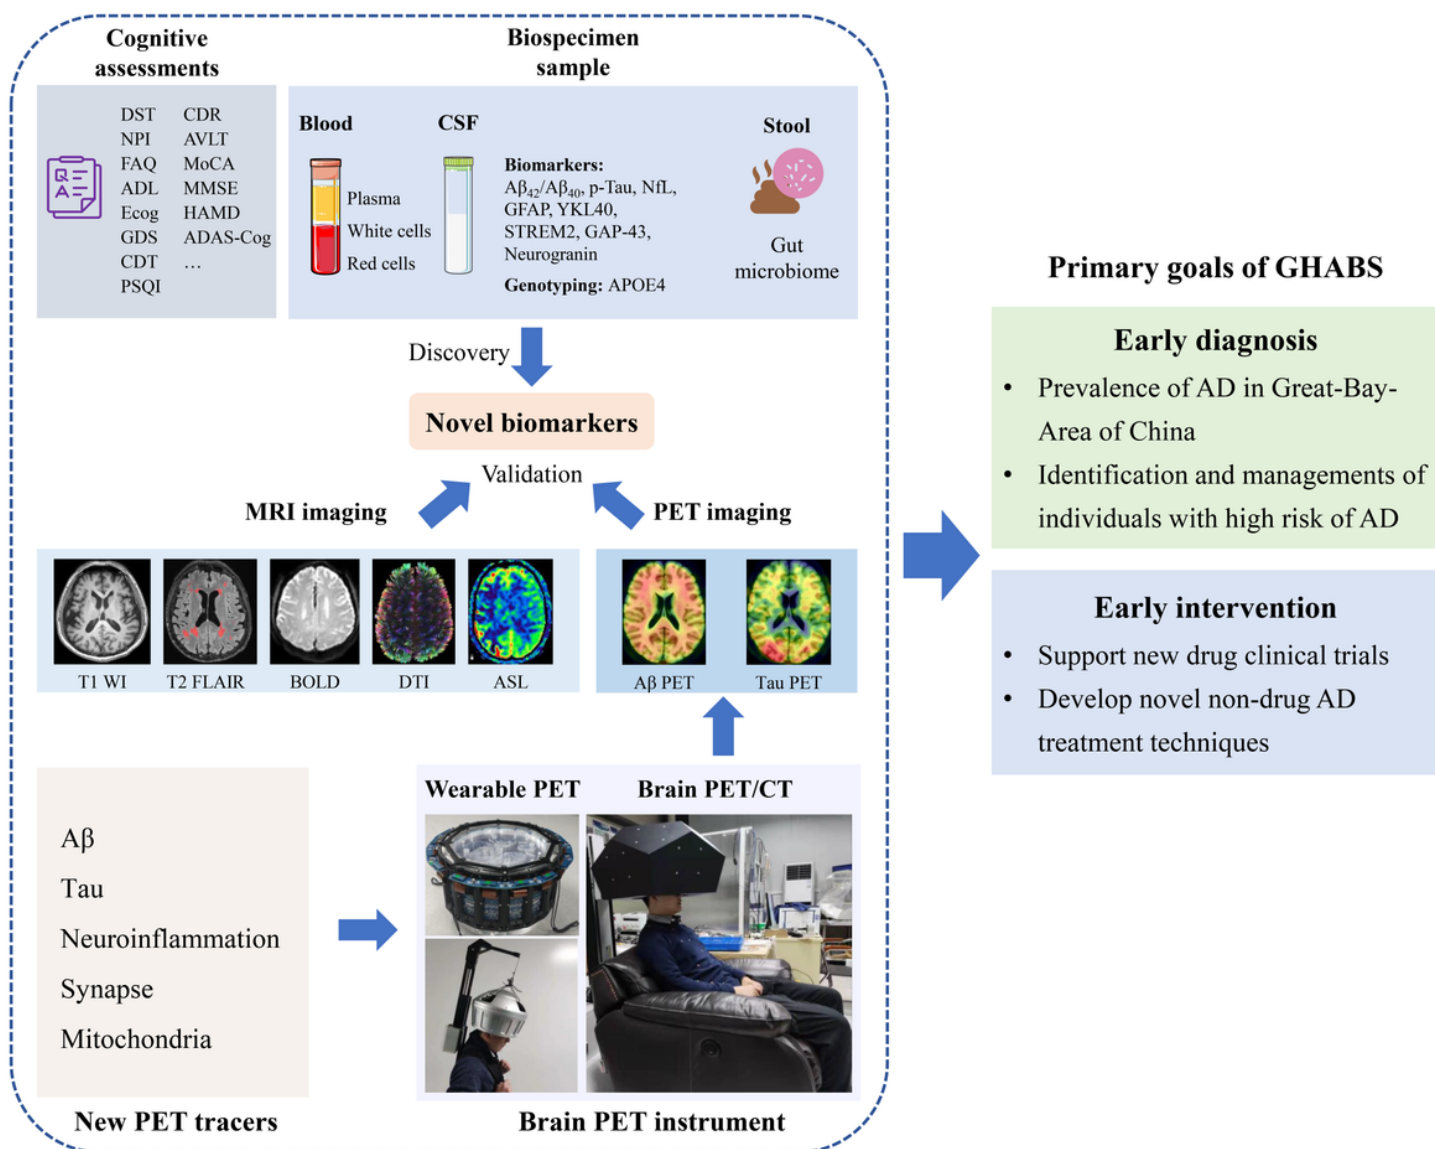 Cognitive
assessments
DST CDR
NPI AVLT
FAQ MoCA
ADL MMSE
Ecog HAMD
GDS ADAS-Cog
CDT …
PSQI
Biospecimen
sample
Blood
Plasma
White cells
Red cells
CSF
Biomarkers:
Aβ₄₂/Aβ₄₀, p-Tau, NfL,
GFAP, YKL40,
STREM2, GAP-43,
Neurogranin
Genotyping: APOE4
Stool
Gut
microbiome
Discovery
Novel biomarkers
Validation
MRI imaging
PET imaging
T1 WI
T2 FLAIR
BOLD
DTI
ASL
Aβ PET
Tau PET
Aβ
Tau
Neuroinflammation
Synapse
Mitochondria
New PET tracers
Wearable PET
Brain PET/CT
Brain PET instrument
Primary goals of GHABS
Early diagnosis
• Prevalence of AD in Great-Bay-
Area of China
• Identification and managements of
individuals with high risk of AD
Early intervention
• Support new drug clinical trials
• Develop novel non-drug AD
treatment techniques